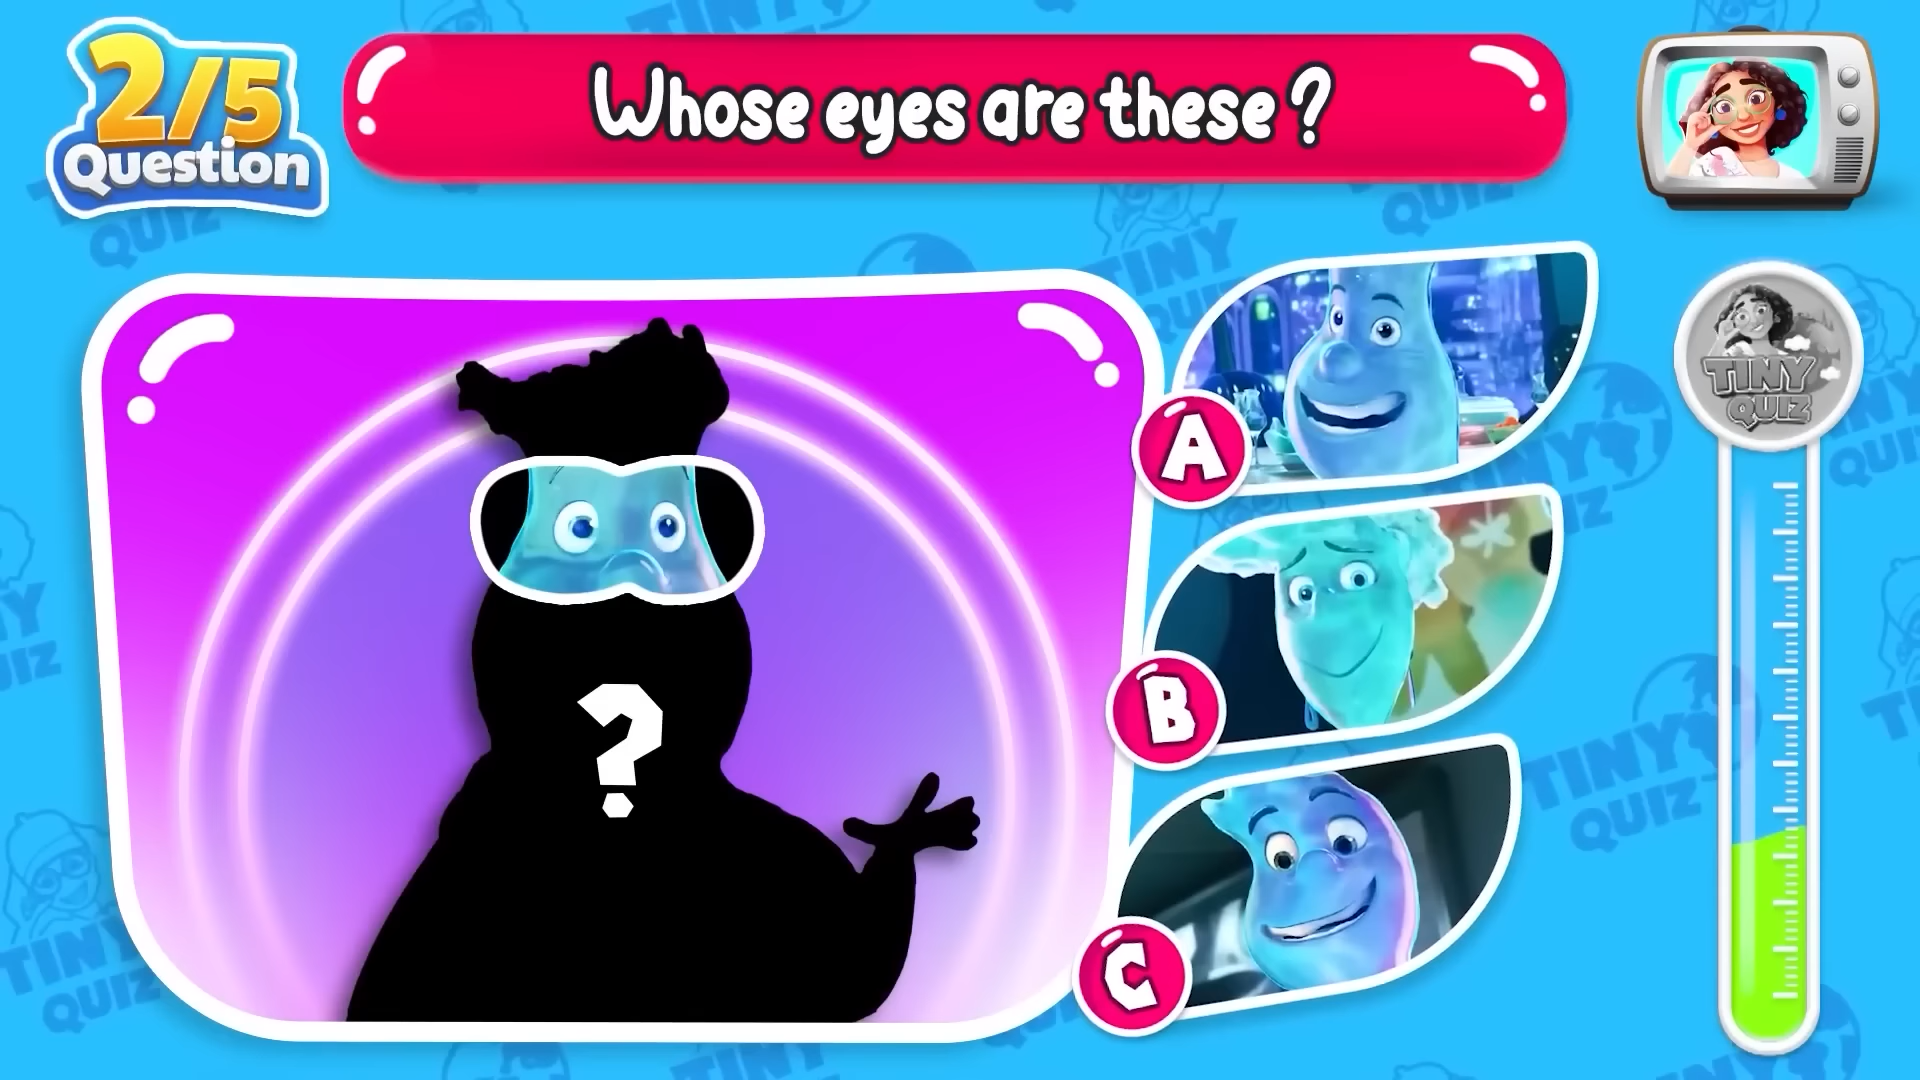 2/5
Question
Whose eyes are these?
?
A
B
C
TINY
QUIZ